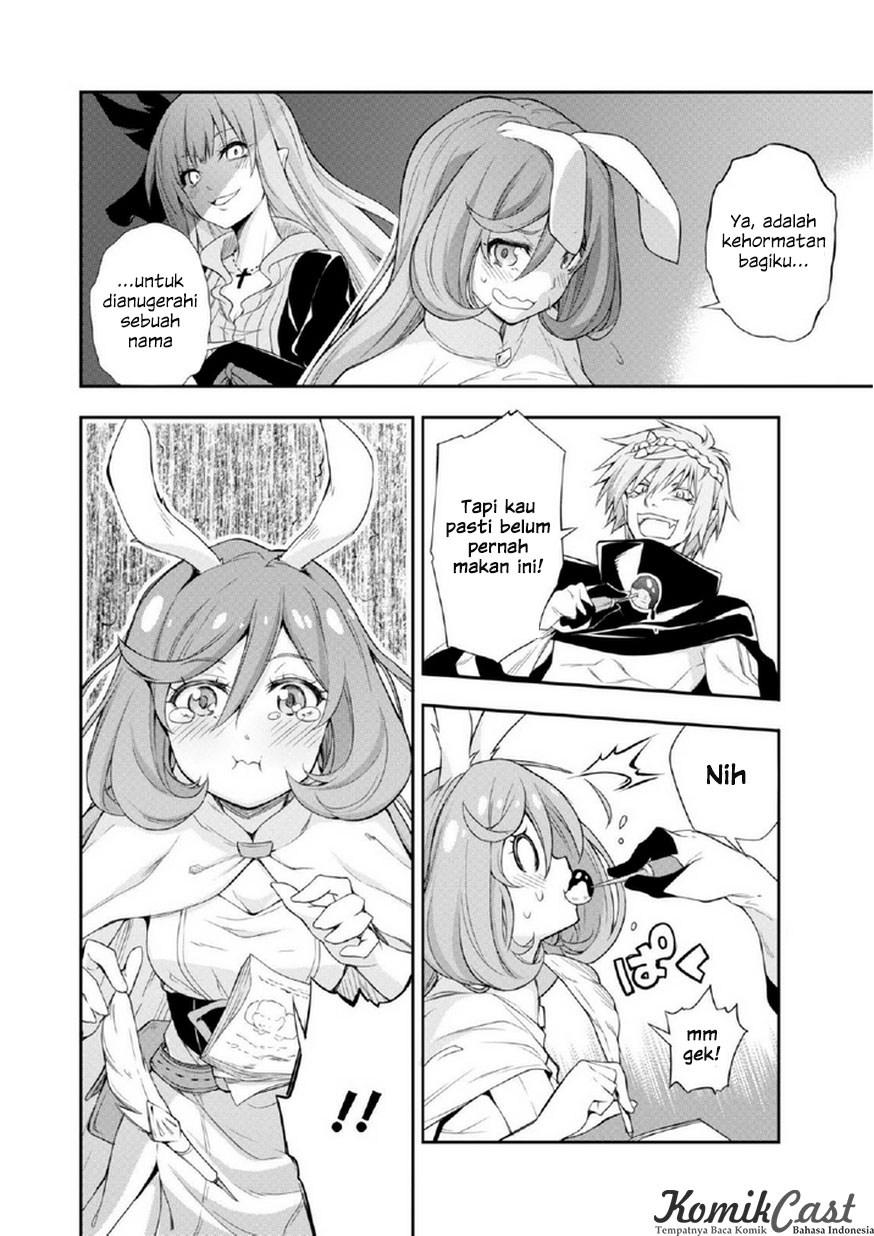 Ya, adalah
kehormatan
bagiku...
...untuk
dianugerahi
sebuah
nama
Tapi kau
pasti belum
pernah
makan ini!
Nih
ぱく
mm
gek!
!!
KomikCast
Tempatnya Baca Komik Bahasa Indonesia